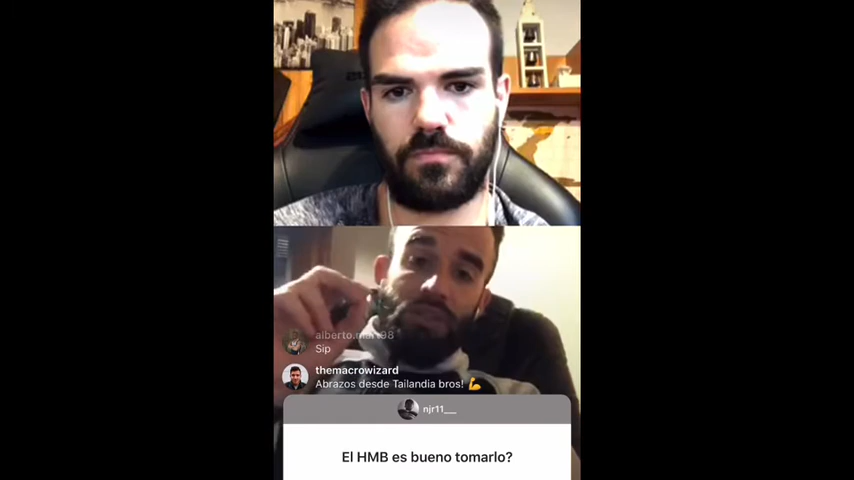 Sip
themacrowizard
Abrazos desde Tailandia bros! 💪
njr11___
El HMB es bueno tomarlo?